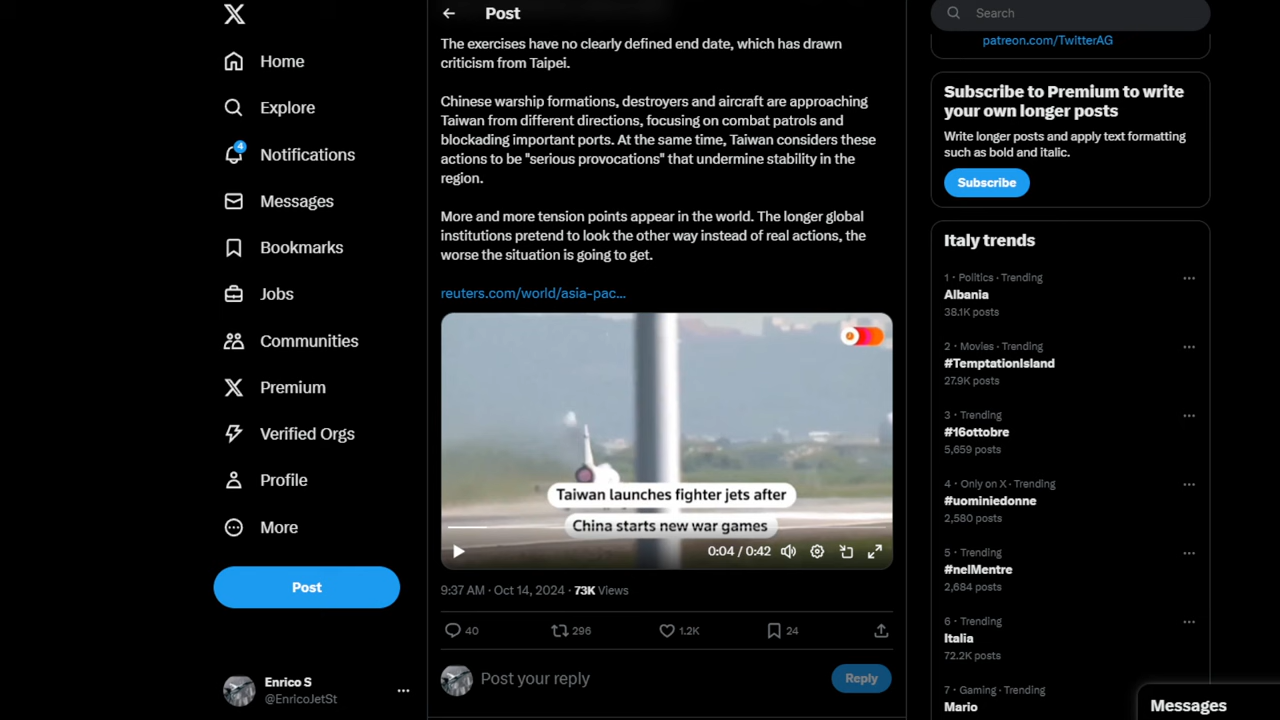 Home
Explore
4
Notifications
Messages
Bookmarks
Jobs
Communities
Premium
Verified Orgs
Profile
More
Post
Enrico S
@EnricoJetSt
Post
The exercises have no clearly defined end date, which has drawn
criticism from Taipei.
Chinese warship formations, destroyers and aircraft are approaching
Taiwan from different directions, focusing on combat patrols and
blockading important ports. At the same time, Taiwan considers these
actions to be "serious provocations" that undermine stability in the
region.
More and more tension points appear in the world. The longer global
institutions pretend to look the other way instead of real actions, the
worse the situation is going to get.
reuters.com/world/asia-pac...
Taiwan launches fighter jets after
China starts new war games
0:04 / 0:42
9:37 AM · Oct 14, 2024 · 73K Views
40 296 1.2K 24
Post your reply
Reply
Search
patreon.com/TwitterAG
Subscribe to Premium to write
your own longer posts
Write longer posts and apply text formatting
such as bold and italic.
Subscribe
Italy trends
1 · Politics · Trending
Albania
38.1K posts
2 · Movies · Trending
#TemptationIsland
27.9K posts
3 · Trending
#16ottobre
5,659 posts
4 · Only on X · Trending
#uominiedonne
2,580 posts
5 · Trending
#nelMentre
2,684 posts
6 · Trending
Italia
72.2K posts
7 · Gaming · Trending
Mario
Messages